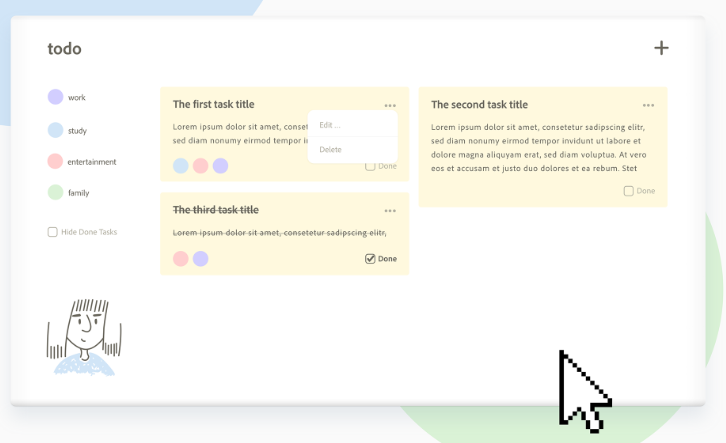 todo
work
study
entertainment
family
Hide Done Tasks
The first task title
Lorem ipsum dolor sit amet,
sed diam nonumy eirmod tempor
Edit ...
Delete
Done
The second task title
Lorem ipsum dolor sit amet, consetetur sadipscing elitr,
sed diam nonumy eirmod tempor invidunt ut labore et
dolore magna aliquyam erat, sed diam voluptua. At vero
eos et accusam et justo duo dolores et ea rebum. Stet
Done
The third task title
Lorem ipsum dolor sit amet, consetetur sadipscing elitr,
Done